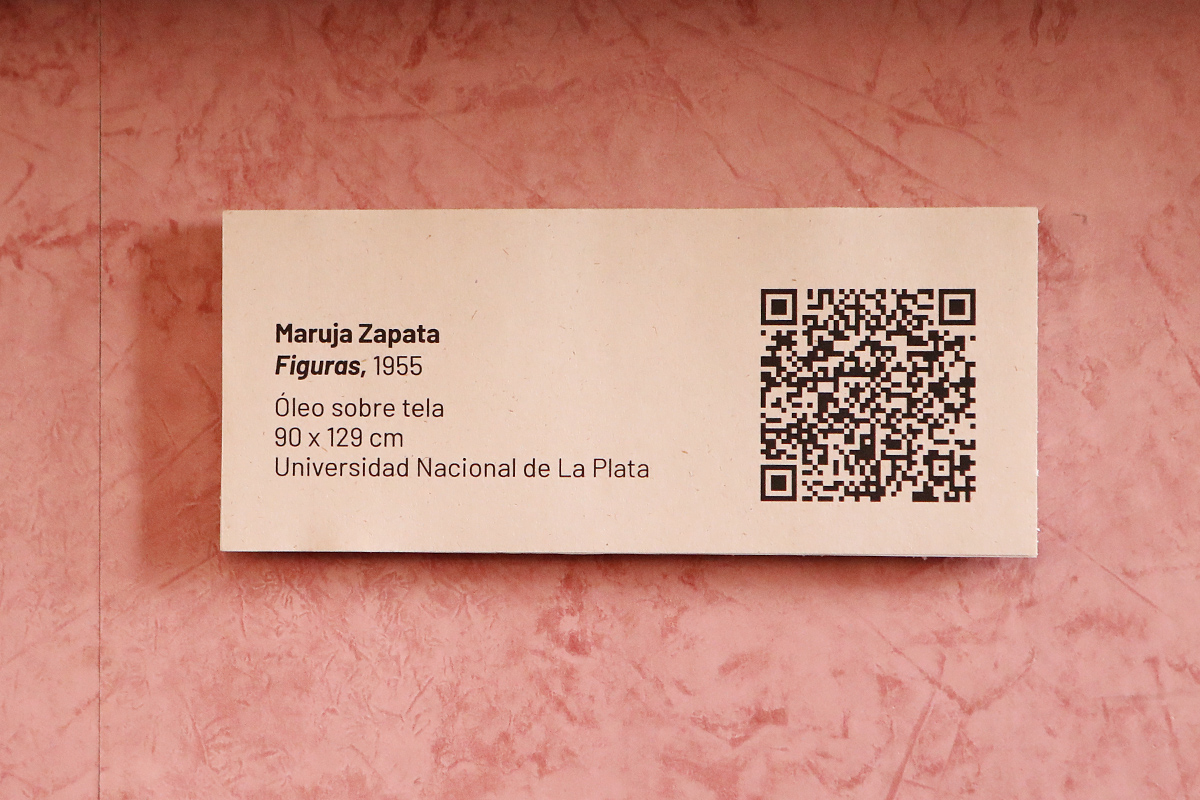 Maruja Zapata
Figuras, 1955
Óleo sobre tela
90 x 129 cm
Universidad Nacional de La Plata